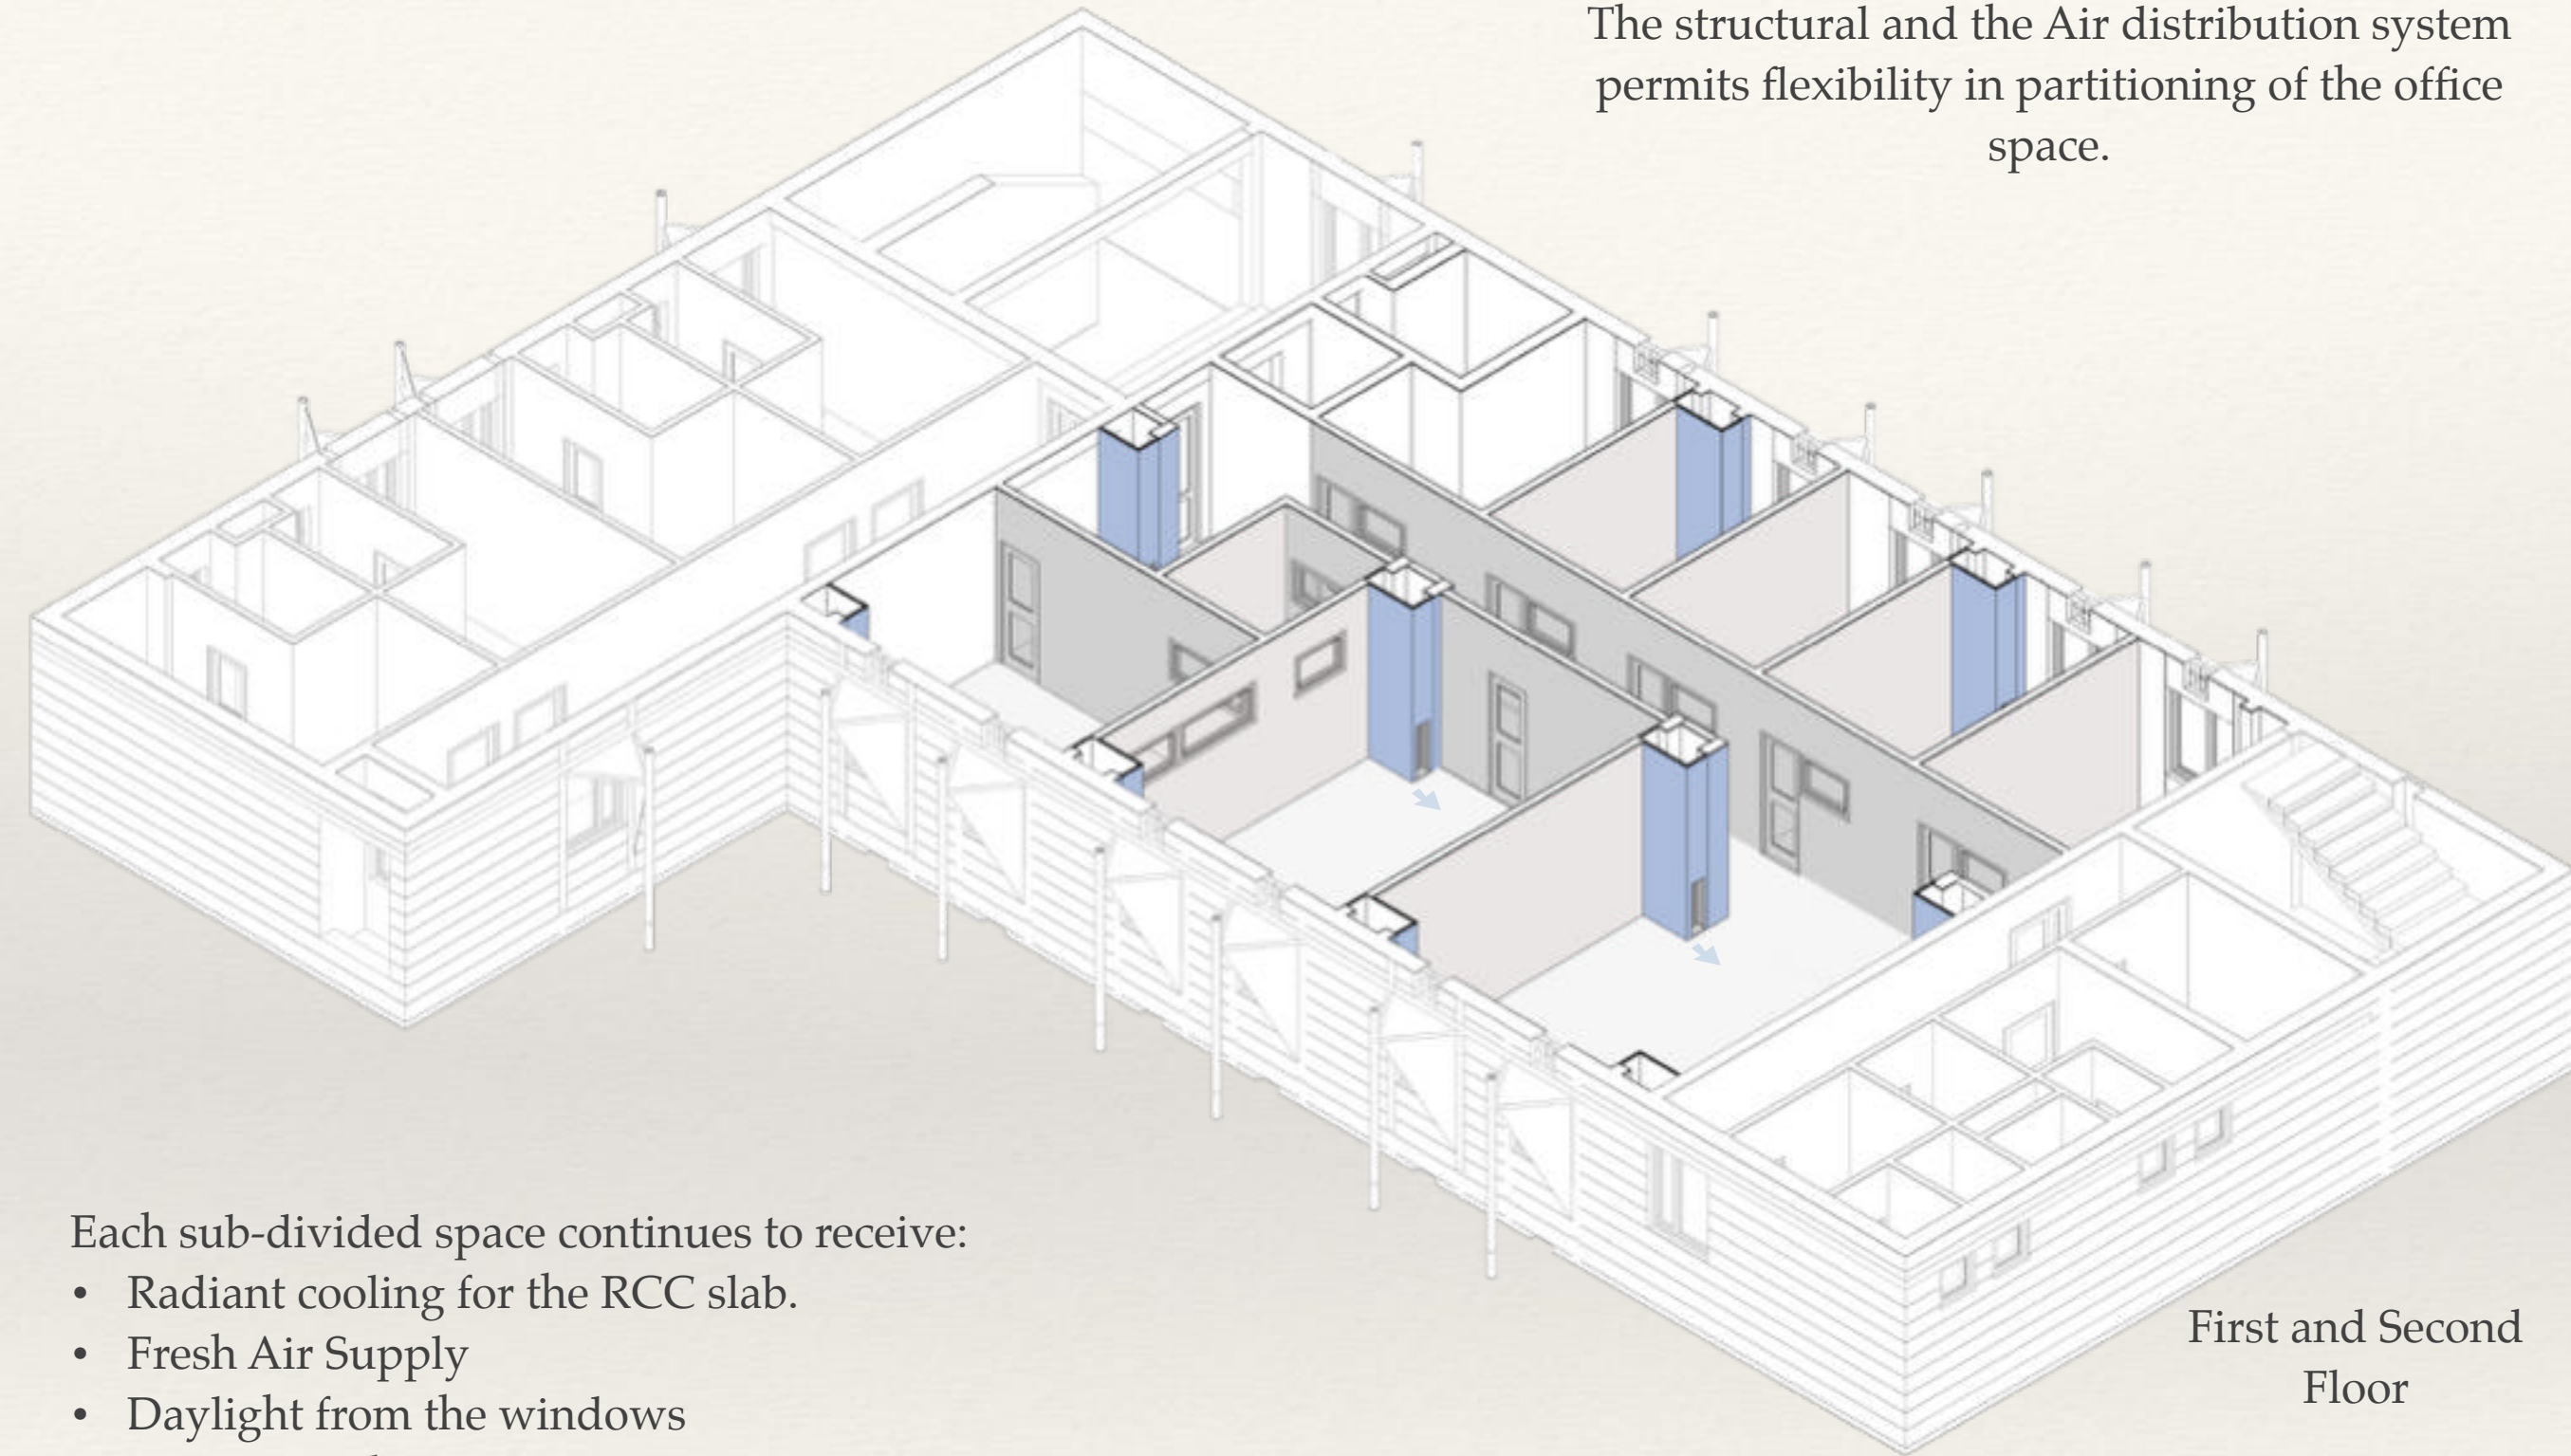 The structural and the Air distribution system
permits flexibility in partitioning of the office
space.
Each sub-divided space continues to receive:
• Radiant cooling for the RCC slab.
• Fresh Air Supply
• Daylight from the windows
First and Second
Floor